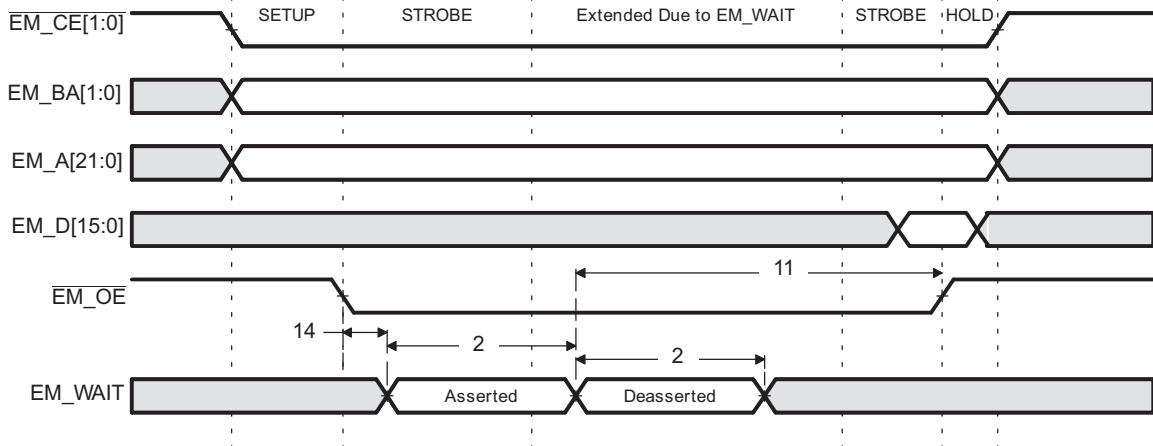 SETUP STROBE Extended Due to EM_WAIT STROBE HOLD
EM_CE[1:0]
EM_BA[1:0]
EM_A[21:0]
EM_D[15:0]
11
EM_OE
14 2 2
EM_WAIT Asserted Deasserted